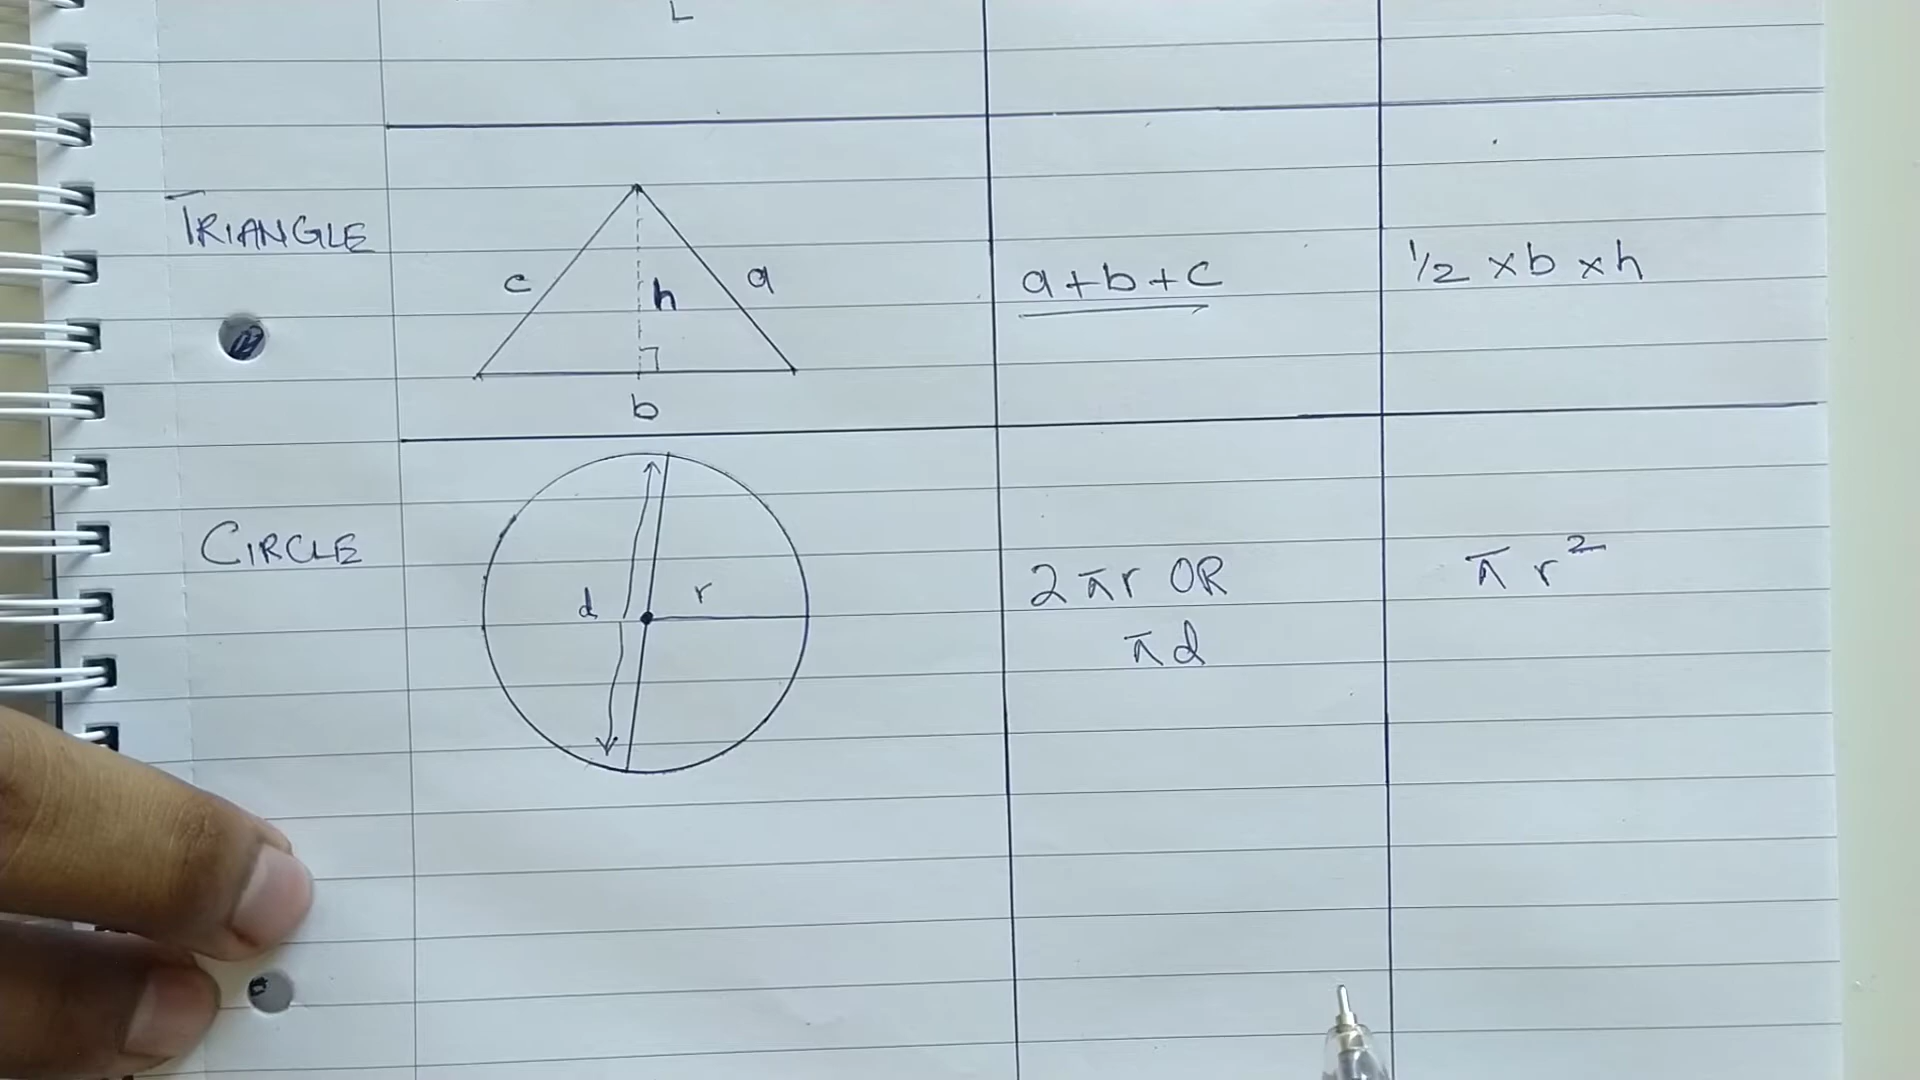 L
TRIANGLE
c
h
a
b
a+b+c
1/2 × b × h
CIRCLE
d
r
2πr OR
πd
πr²